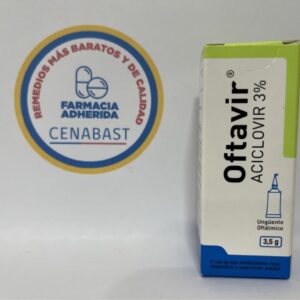 REMEDIOS MÁS BARATOS Y DE CALIDAD
FARMACIA
ADHERIDA
CENABAST
Oftavir®
ACICLOVIR 3%
Ungüento
Oftálmico
3,5 g